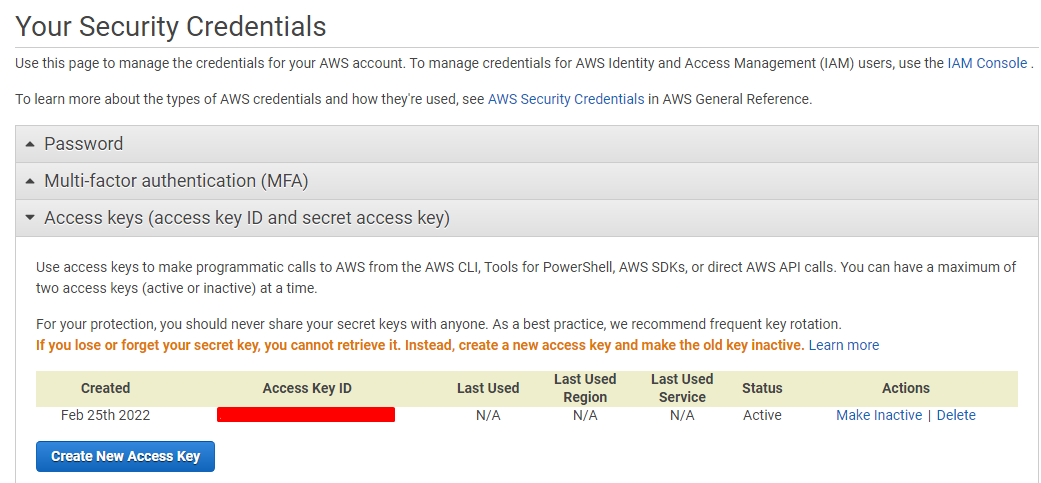 Your Security Credentials
Use this page to manage the credentials for your AWS account. To manage credentials for AWS Identity and Access Management (IAM) users, use the IAM Console .
To learn more about the types of AWS credentials and how they're used, see AWS Security Credentials in AWS General Reference.
Password
Multi-factor authentication (MFA)
Access keys (access key ID and secret access key)
Use access keys to make programmatic calls to AWS from the AWS CLI, Tools for PowerShell, AWS SDKs, or direct AWS API calls. You can have a maximum of
two access keys (active or inactive) at a time.
For your protection, you should never share your secret keys with anyone. As a best practice, we recommend frequent key rotation.
If you lose or forget your secret key, you cannot retrieve it. Instead, create a new access key and make the old key inactive. Learn more
Created Access Key ID Last Used Last Used Region Last Used Service Status Actions
Feb 25th 2022 N/A N/A N/A Active Make Inactive | Delete
Create New Access Key